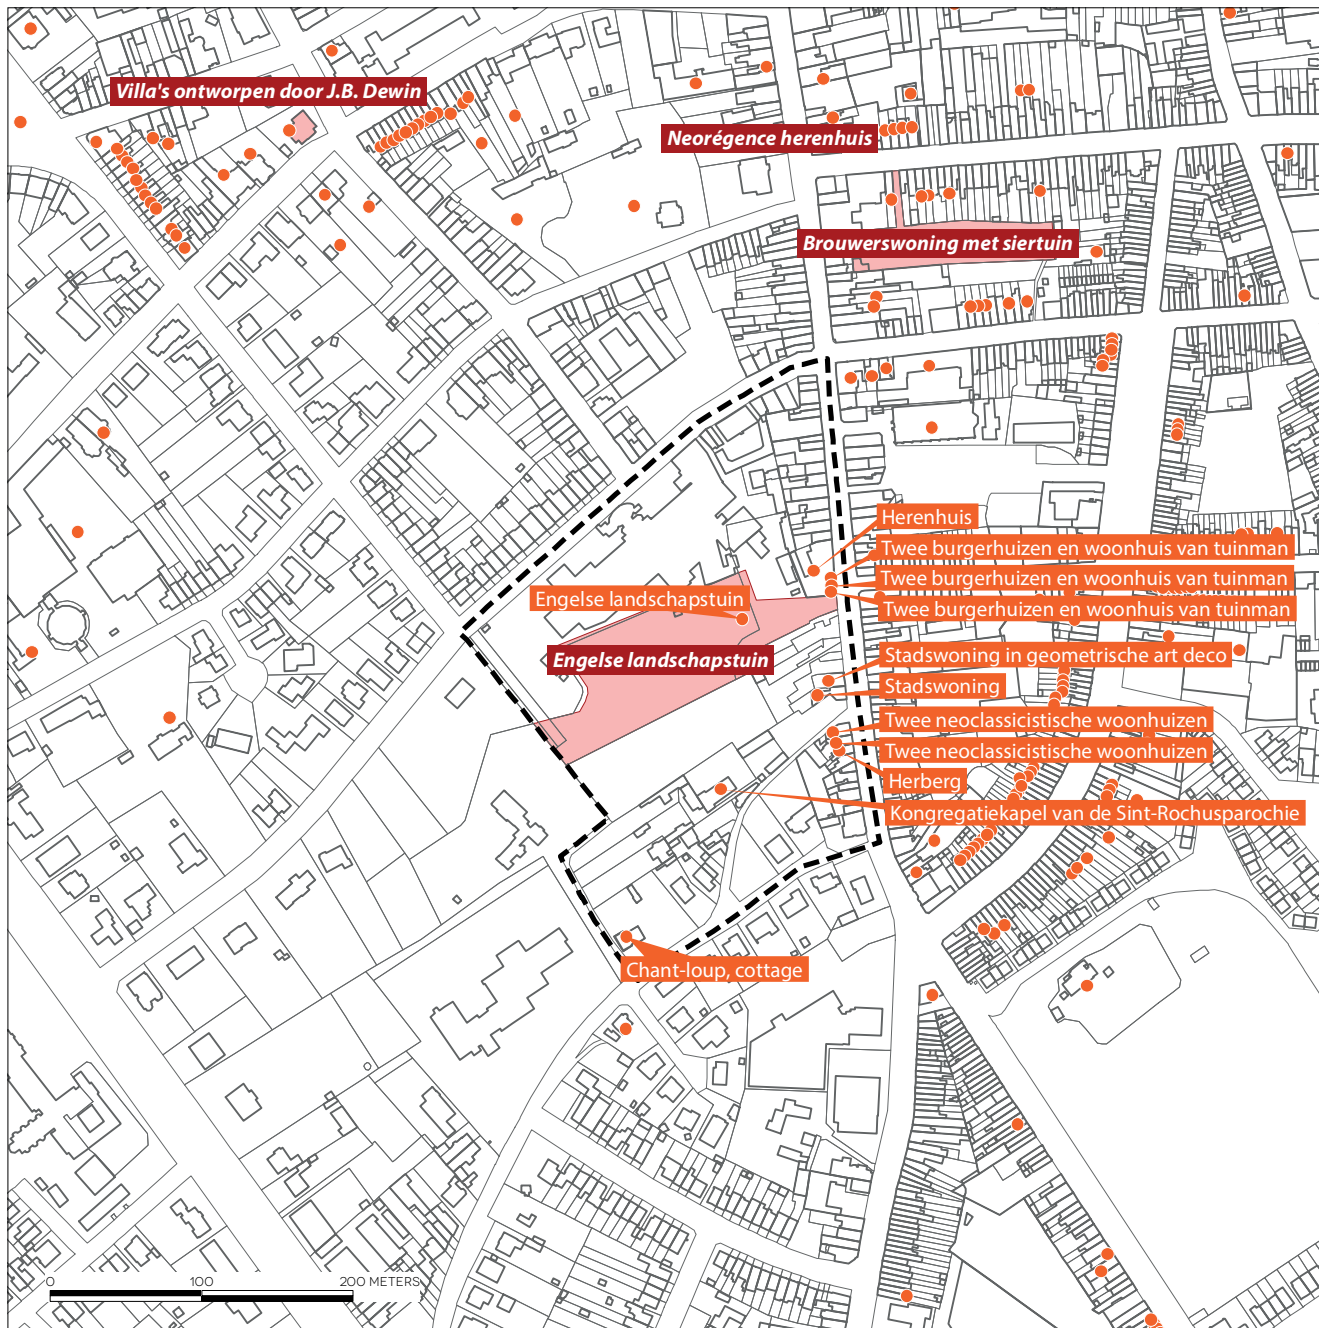 Villa's ontworpen door J.B. Dewin
Neorégence herenhuis
Brouwerswoning met siertuin
Herenhuis
Twee burgerhuizen en woonhuis van tuinman
Twee burgerhuizen en woonhuis van tuinman
Engelse landschapstuin
Twee burgerhuizen en woonhuis van tuinman
Engelse landschapstuin
Stadswoning in geometrische art deco
Stadswoning
Twee neoclassicistische woonhuizen
Twee neoclassicistische woonhuizen
Herberg
Kongregatiekapel van de Sint-Rochusparochie
Chant-loup, cottage
0 100 200 METERS